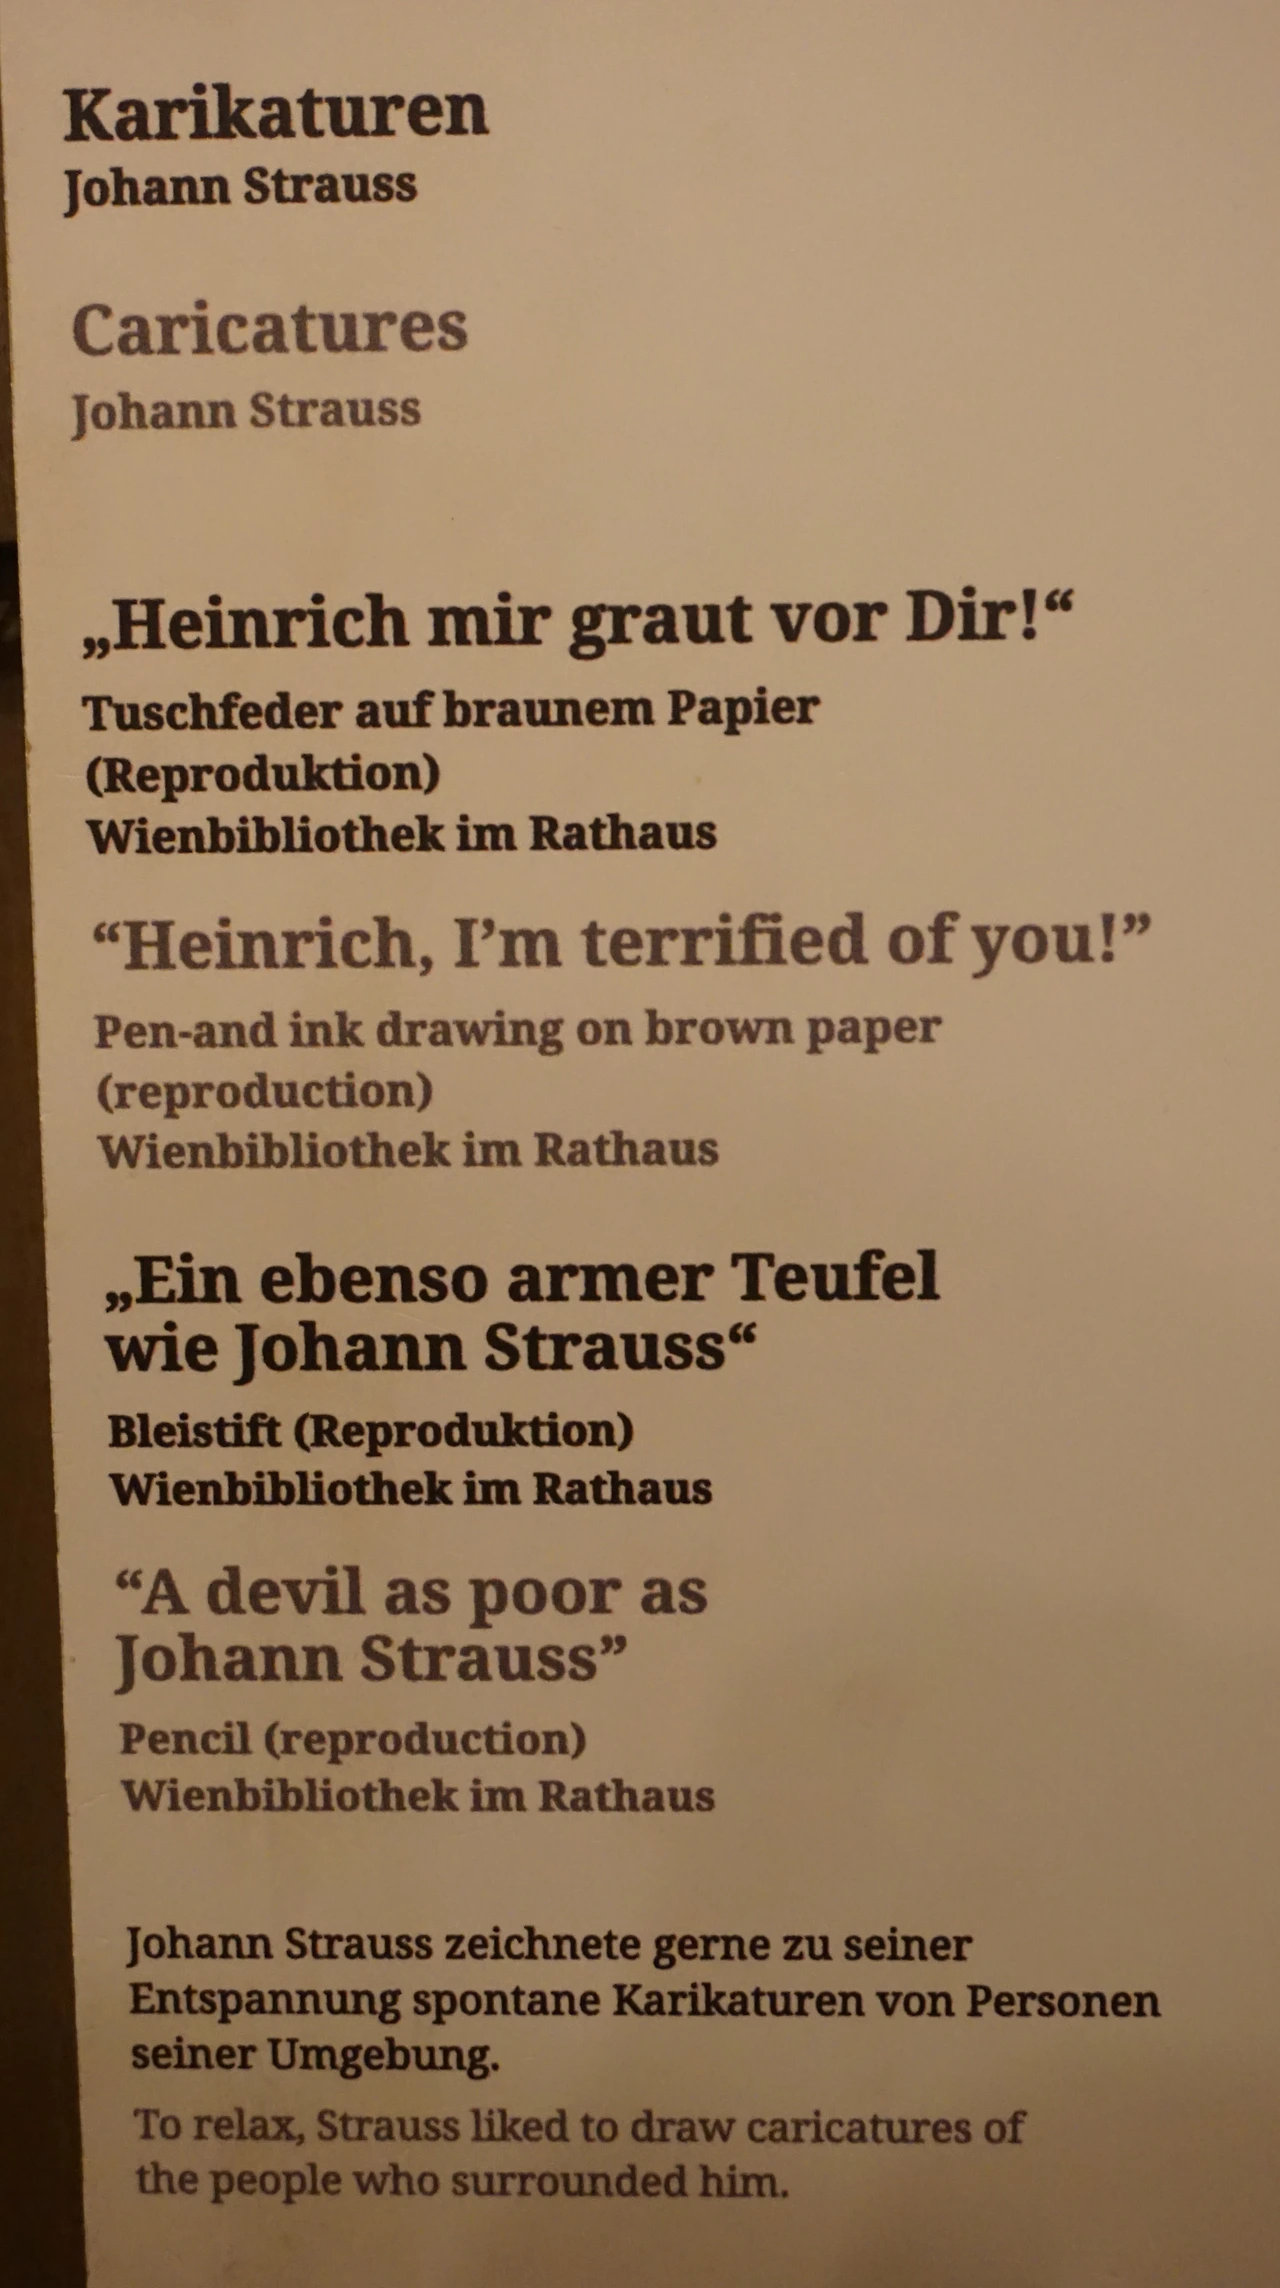 Karikaturen
Johann Strauss
Caricatures
Johann Strauss
„Heinrich mir graut vor Dir!“
Tuschfeder auf braunem Papier
(Reproduktion)
Wienbibliothek im Rathaus
“Heinrich, I’m terrified of you!”
Pen-and ink drawing on brown paper
(reproduction)
Wienbibliothek im Rathaus
„Ein ebenso armer Teufel
wie Johann Strauss“
Bleistift (Reproduktion)
Wienbibliothek im Rathaus
“A devil as poor as
Johann Strauss”
Pencil (reproduction)
Wienbibliothek im Rathaus
Johann Strauss zeichnete gerne zu seiner
Entspannung spontane Karikaturen von Personen
seiner Umgebung.
To relax, Strauss liked to draw caricatures of
the people who surrounded him.